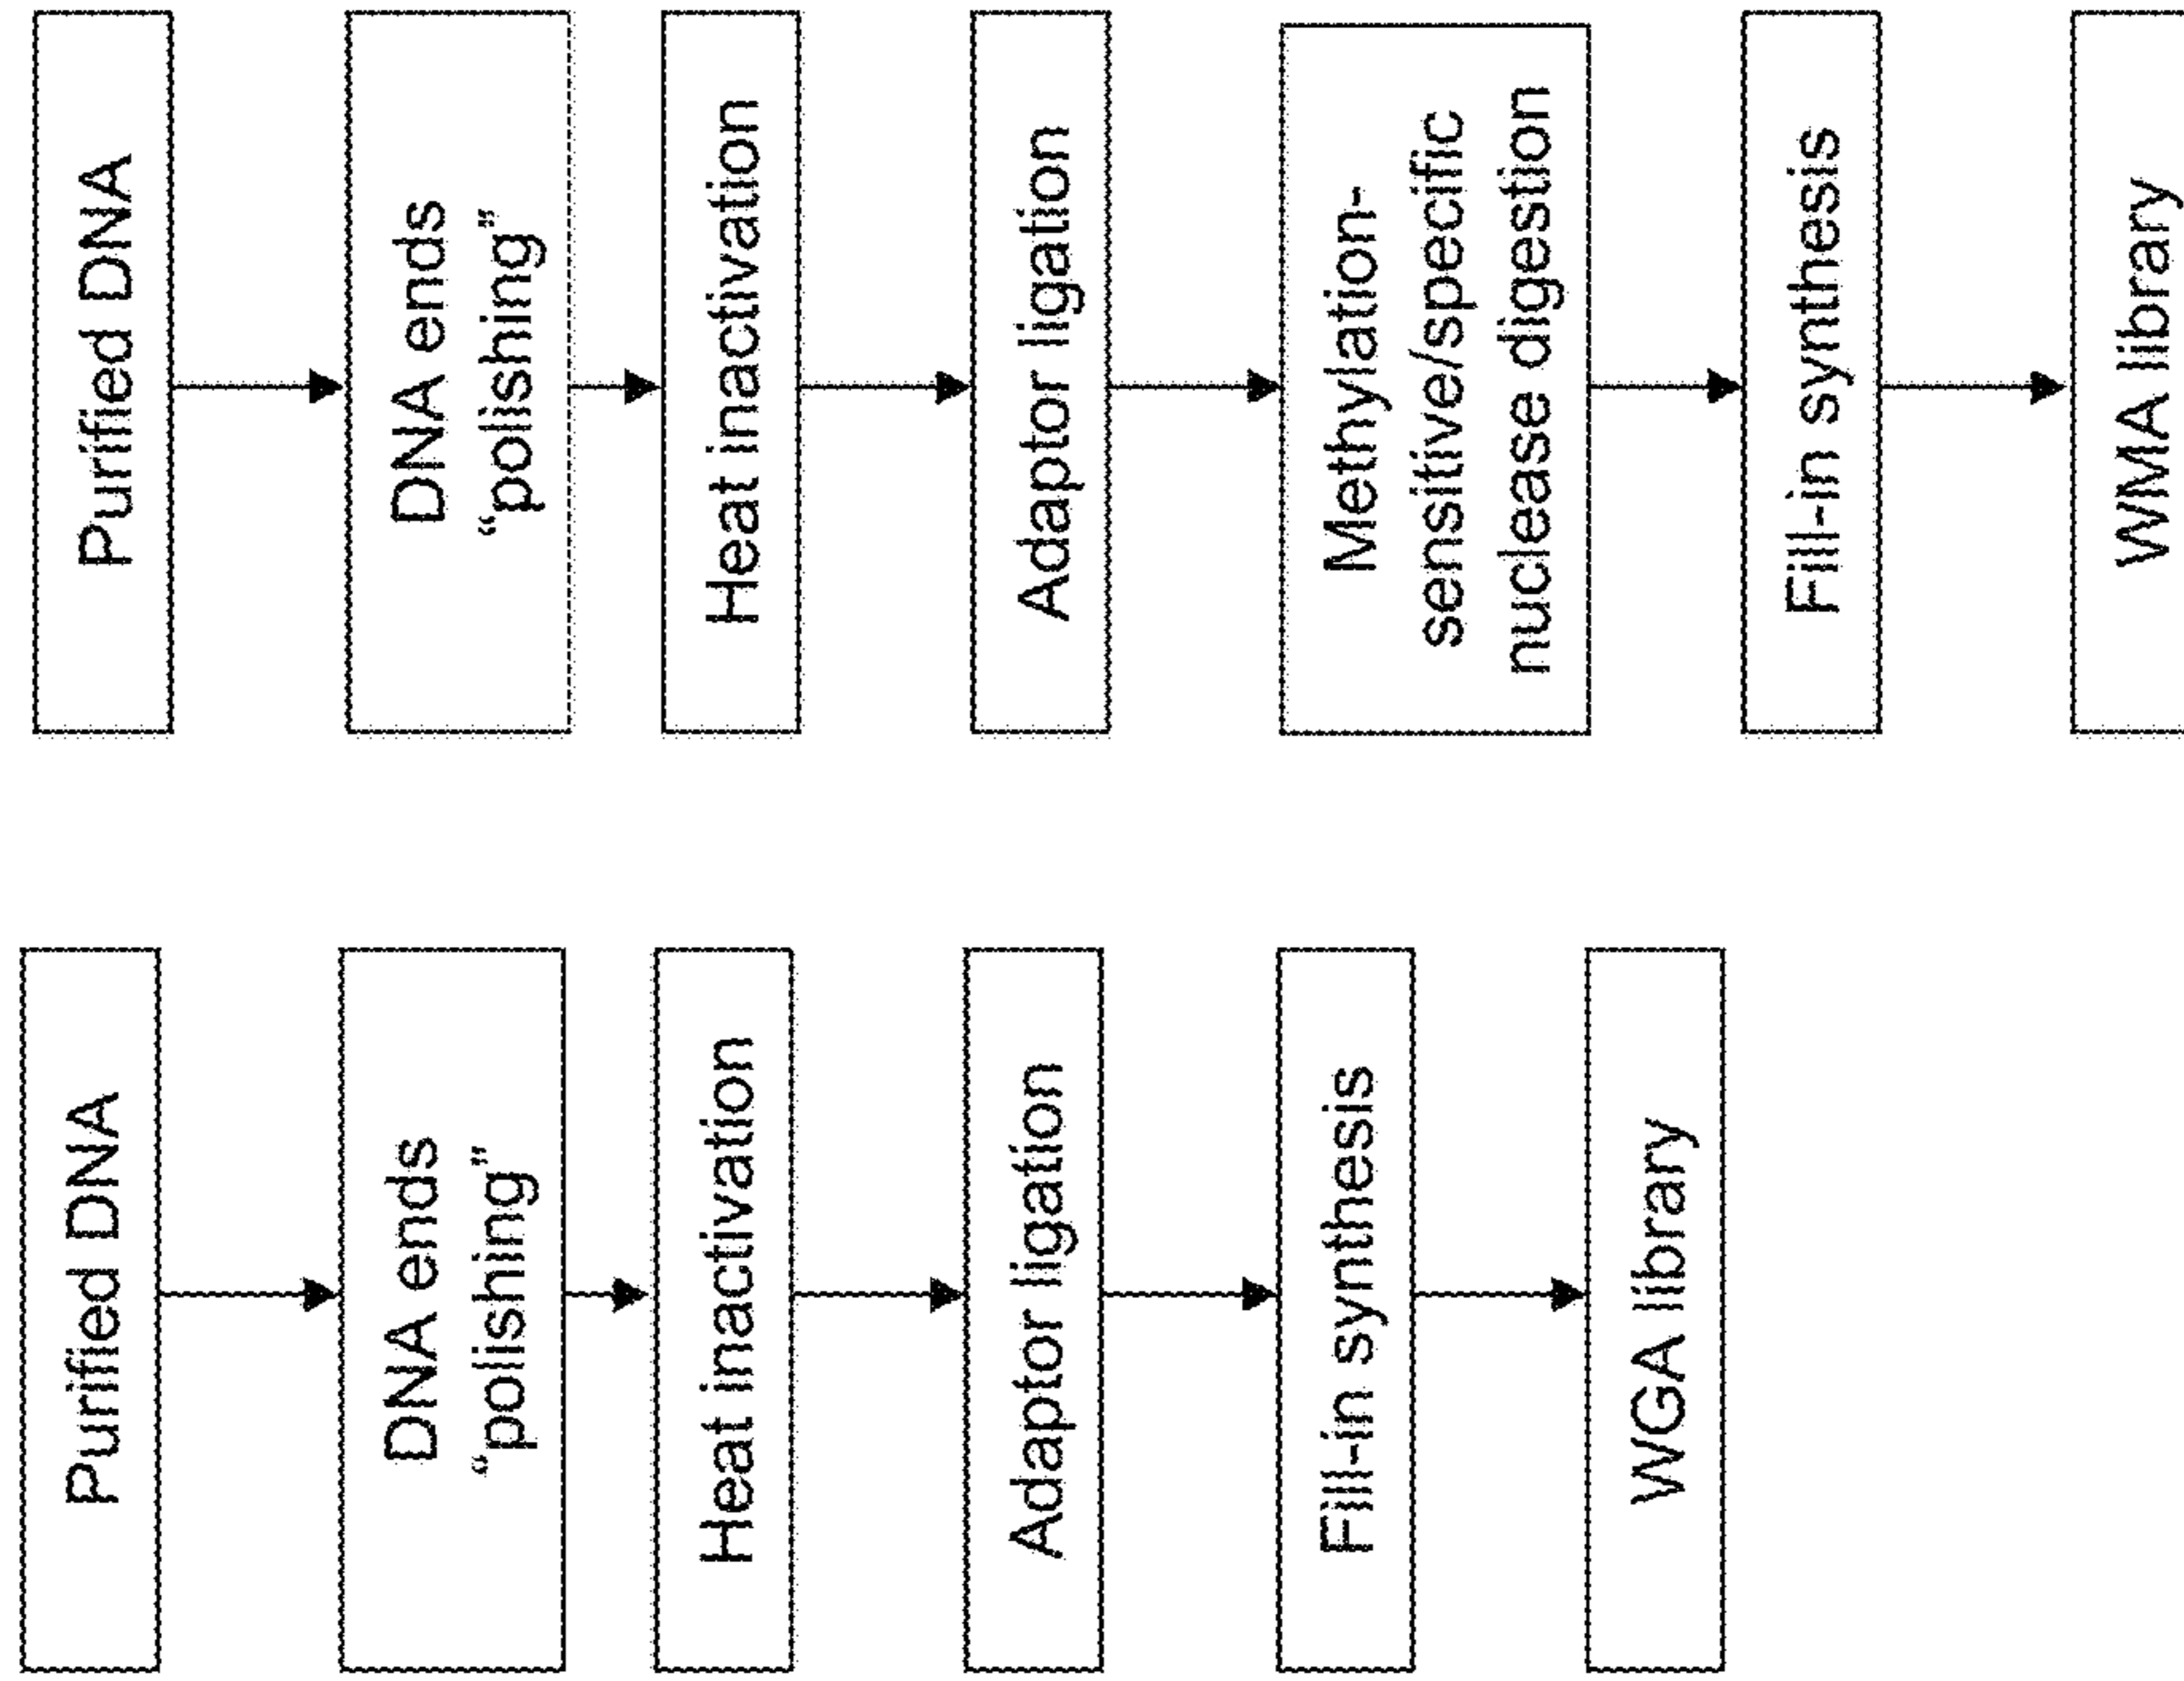 Purified DNA
DNA ends
“polishing”
Heat inactivation
Adaptor ligation
Fill-in synthesis
WGA library
Purified DNA
DNA ends
“polishing”
Heat inactivation
Adaptor ligation
Methylation-
sensitive/specific
nuclease digestion
Fill-in synthesis
WMA library